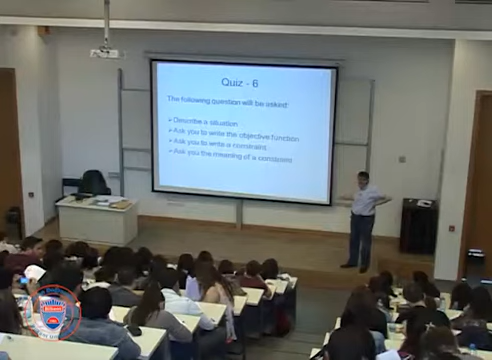 Quiz - 6
The following question will be asked:
➢Describe a situation
➢Ask you to write the objective function
➢Ask you to write a constraint
➢Ask you the meaning of a constraint